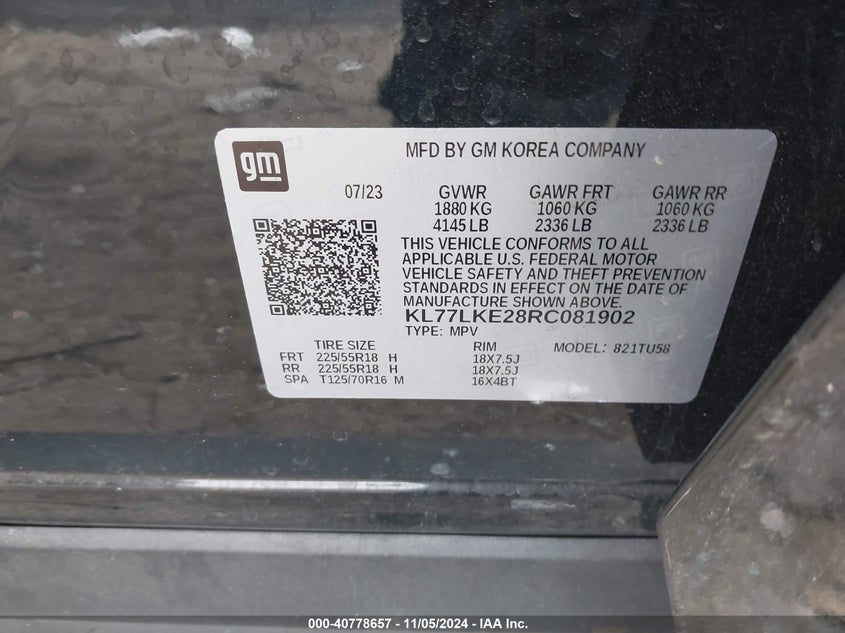 gm
MFD BY GM KOREA COMPANY
07/23 GVWR GAWR FRT GAWR RR
1880 KG 1060 KG 1060 KG
4145 LB 2336 LB 2336 LB
THIS VEHICLE CONFORMS TO ALL
APPLICABLE U.S. FEDERAL MOTOR
VEHICLE SAFETY AND THEFT PREVENTION
STANDARDS IN EFFECT ON THE DATE OF
MANUFACTURE SHOWN ABOVE.
KL77LKE28RC081902
TYPE: MPV
TIRE SIZE RIM MODEL: 821TU58
FRT 225/55R18 H 18X7.5J
RR 225/55R18 H 18X7.5J
SPA T125/70R16 M 16X4BT
000-40778657 - 11/05/2024 - IAA Inc.